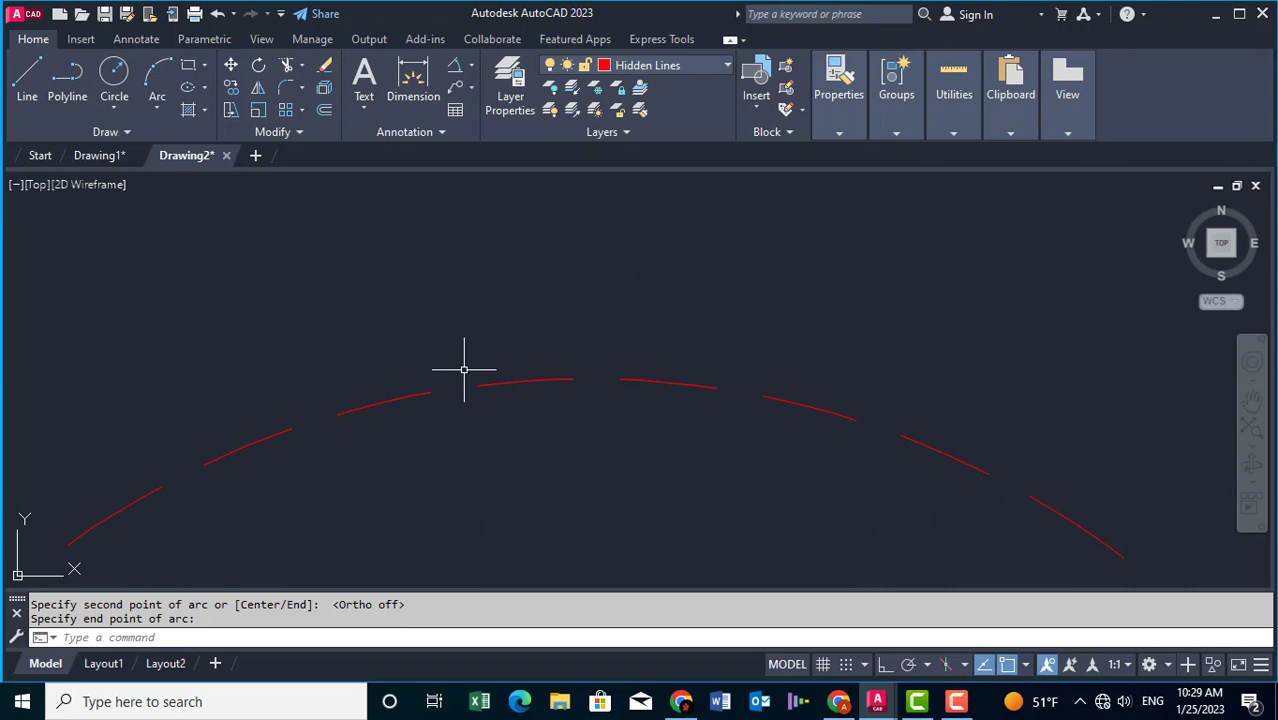 A CAD Share Autodesk AutoCAD 2023 Type a keyword or phrase Sign In
Home Insert Annotate Parametric View Manage Output Add-ins Collaborate Featured Apps Express Tools
Hidden Lines
Line Polyline Circle Arc Text Dimension Layer Properties Insert Properties Groups Utilities Clipboard View
Draw Modify Annotation Layers Block
Start Drawing1* Drawing2*
[−][Top][2D Wireframe]
N
W TOP E
S
WCS
Y
X
Specify second point of arc or [Center/End]: <Ortho off>
Specify end point of arc:
Type a command
Model Layout1 Layout2 MODEL 1:1
Type here to search 51°F ENG 10:29 AM
1/25/2023 2